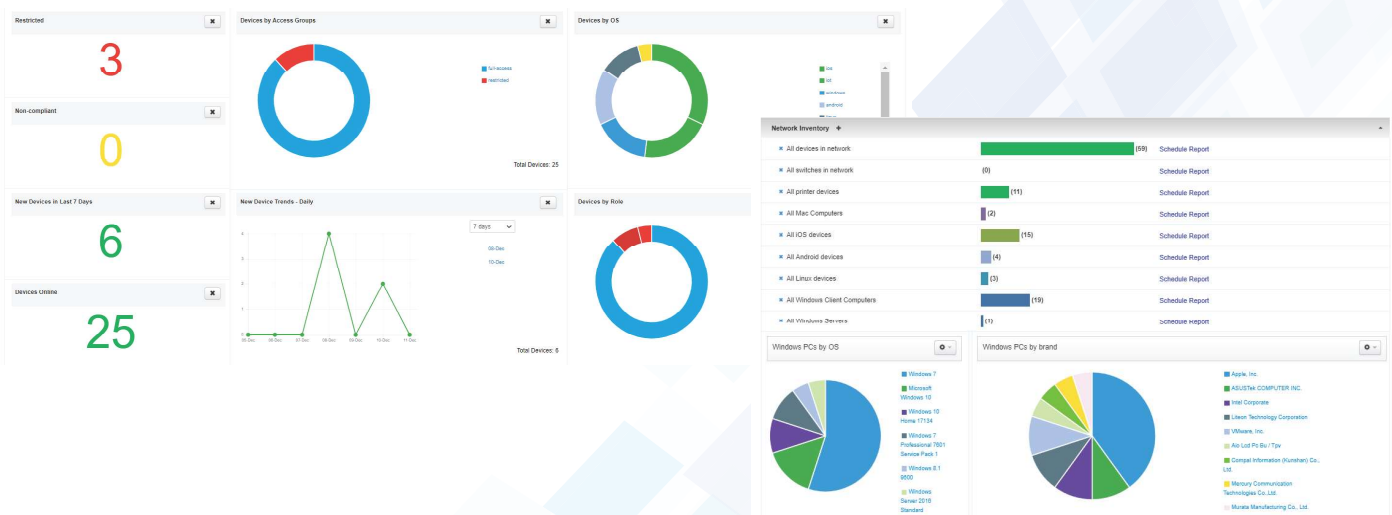 Restricted
3
Non-compliant
0
New Devices in Last 7 Days
6
Devices Online
25
Devices by Access Groups
full-access
restricted
Total Devices: 25
New Device Trends - Daily
7 days
08-Dec
10-Dec
4
3
2
1
0
05-Dec 06-Dec 07-Dec 08-Dec 09-Dec 10-Dec 11-Dec
Total Devices: 6
Devices by OS
ios
iot
windows
android
Devices by Role
Network Inventory +
All devices in network (59) Schedule Report
All switches in network (0) Schedule Report
All printer devices (11) Schedule Report
All Mac Computers (2) Schedule Report
All iOS devices (15) Schedule Report
All Android devices (4) Schedule Report
All Linux devices (3) Schedule Report
All Windows Client Computers (19) Schedule Report
All Windows Servers (1) Schedule Report
Windows PCs by OS
Windows 7
Microsoft
Windows 10
Windows 10
Home 17134
Windows 7
Professional 7601
Service Pack 1
Windows 8.1
9600
Windows
Server 2016
Standard
Windows PCs by brand
Apple, Inc.
ASUSTek COMPUTER INC.
Intel Corporate
Liteon Technology Corporation
VMware, Inc.
Aio Lcd Pc Bu / Tpv
Compal Information (Kunshan) Co.,
Ltd.
Mercury Communication
Technologies Co.,Ltd.
Murata Manufacturing Co., Ltd.